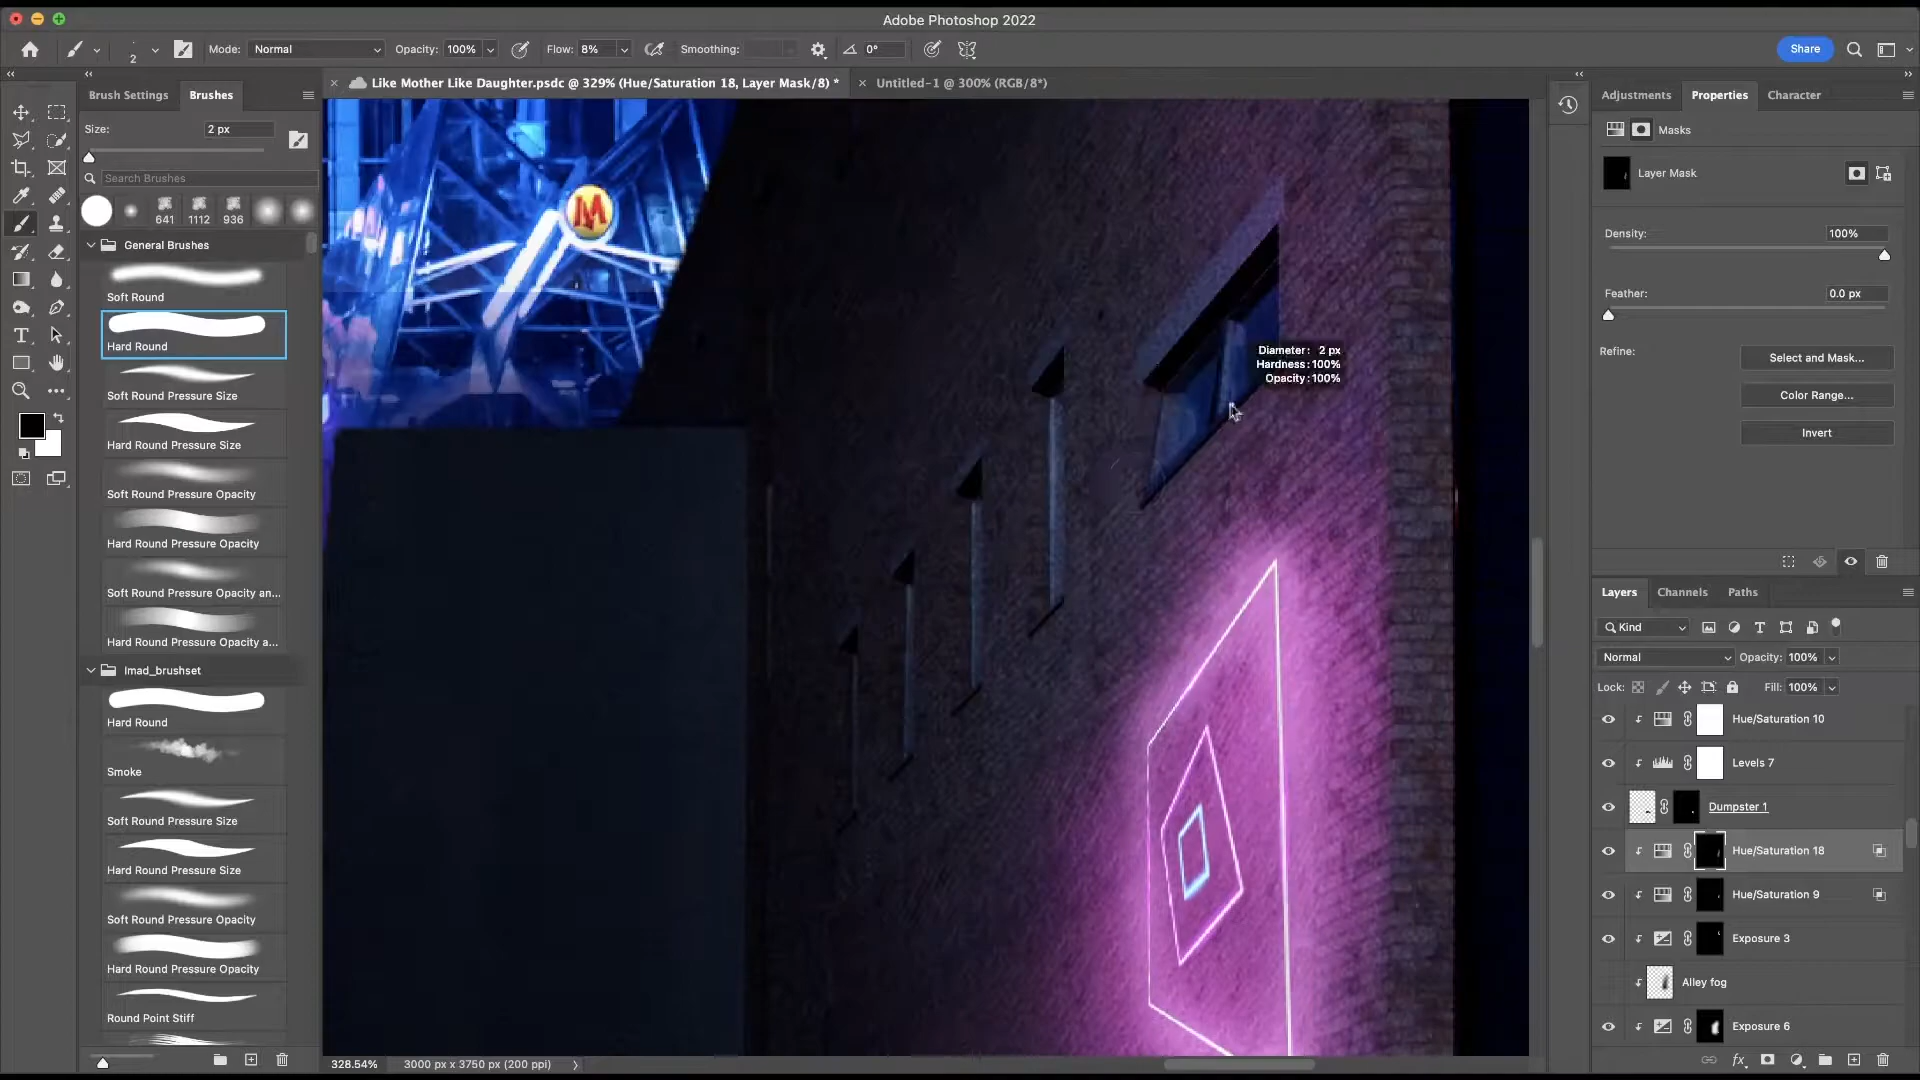 Adobe Photoshop 2022
2
Mode: Normal Opacity: 100% Flow: 8% Smoothing: 0° Share
Brush Settings Brushes
Like Mother Like Daughter.psdc @ 329% (Hue/Saturation 18, Layer Mask/8) *
Untitled-1 @ 300% (RGB/8*)
Adjustments Properties Character
Size: 2 px
Search Brushes
641 1112 936
General Brushes
Soft Round
Hard Round
Soft Round Pressure Size
Hard Round Pressure Size
Soft Round Pressure Opacity
Hard Round Pressure Opacity
Soft Round Pressure Opacity an...
Hard Round Pressure Opacity a...
Imad_brushset
Hard Round
Smoke
Soft Round Pressure Size
Hard Round Pressure Size
Soft Round Pressure Opacity
Hard Round Pressure Opacity
Round Point Stiff
M
Diameter: 2 px
Hardness: 100%
Opacity: 100%
328.54% 3000 px x 3750 px (200 ppi)
Masks
Layer Mask
Density: 100%
Feather: 0.0 px
Refine: Select and Mask...
Color Range...
Invert
Layers Channels Paths
Kind
Normal Opacity: 100%
Lock: Fill: 100%
Hue/Saturation 10
Levels 7
Dumpster 1
Hue/Saturation 18
Hue/Saturation 9
Exposure 3
Alley fog
Exposure 6
fx